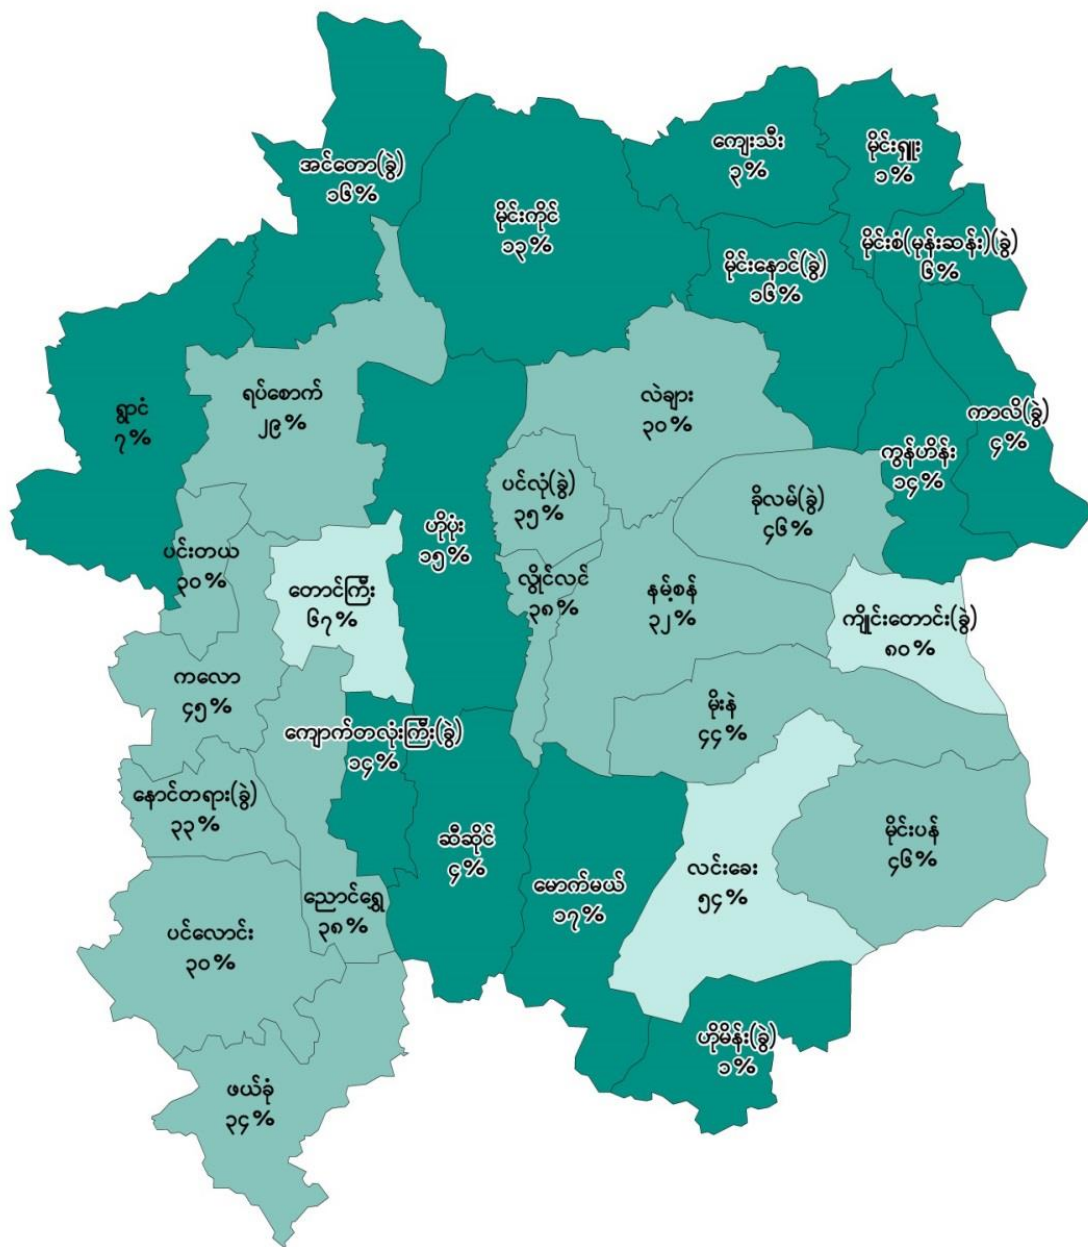 အင်တော(ခွဲ)
၁၆%
မိုင်းကိုင်
၁၃%
ကျေးသီး
၃%
မိုင်းရှူး
၁%
မိုင်းစံ(မုန်းဆန်း)(ခွဲ)
၆%
မိုင်းနောင်(ခွဲ)
၁၆%
ရွာငံ
၇%
ရပ်စောက်
၂၉%
လဲချား
၃၀%
ကာလိ(ခွဲ)
၄%
ကွန်ဟိန်း
၁၄%
ပင်လုံ(ခွဲ)
၃၅%
ခိုလမ်(ခွဲ)
၄၆%
ဟိုပုံး
၁၅%
ပင်းတယ
၃၀%
တောင်ကြီး
၆၇%
လွိုင်လင်
၃၈%
နမ့်စန်
၃၂%
ကျိုင်းတောင်း(ခွဲ)
၈၀%
ကလော
၄၅%
မိုးနဲ
၄၄%
ကျောက်တလုံးကြီး(ခွဲ)
၁၄%
နောင်တရား(ခွဲ)
၃၃%
ဆီဆိုင်
၄%
မိုင်းပန်
၄၆%
လင်းခေး
၅၄%
မောက်မယ်
၁၇%
ညောင်ရွှေ
၃၈%
ပင်လောင်း
၃၀%
ဟိုမိန်း(ခွဲ)
၁%
ဖယ်ခုံ
၃၄%